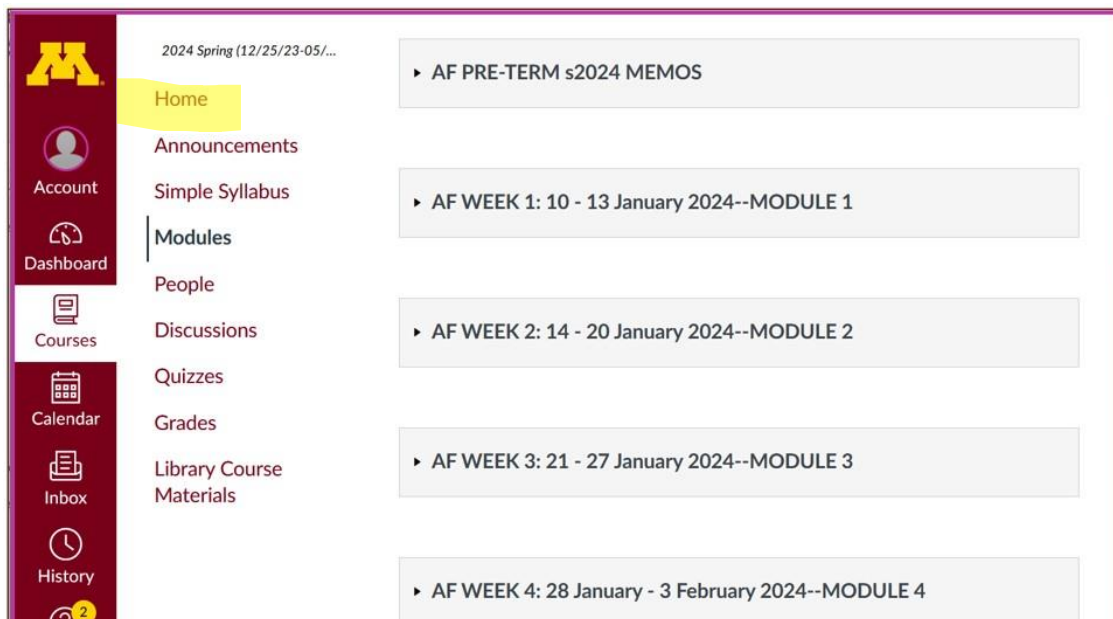 M
Account
Dashboard
Courses
Calendar
Inbox
History
2
2024 Spring (12/25/23-05/...
Home
Announcements
Simple Syllabus
Modules
People
Discussions
Quizzes
Grades
Library Course
Materials
AF PRE-TERM s2024 MEMOS
AF WEEK 1: 10 - 13 January 2024--MODULE 1
AF WEEK 2: 14 - 20 January 2024--MODULE 2
AF WEEK 3: 21 - 27 January 2024--MODULE 3
AF WEEK 4: 28 January - 3 February 2024--MODULE 4